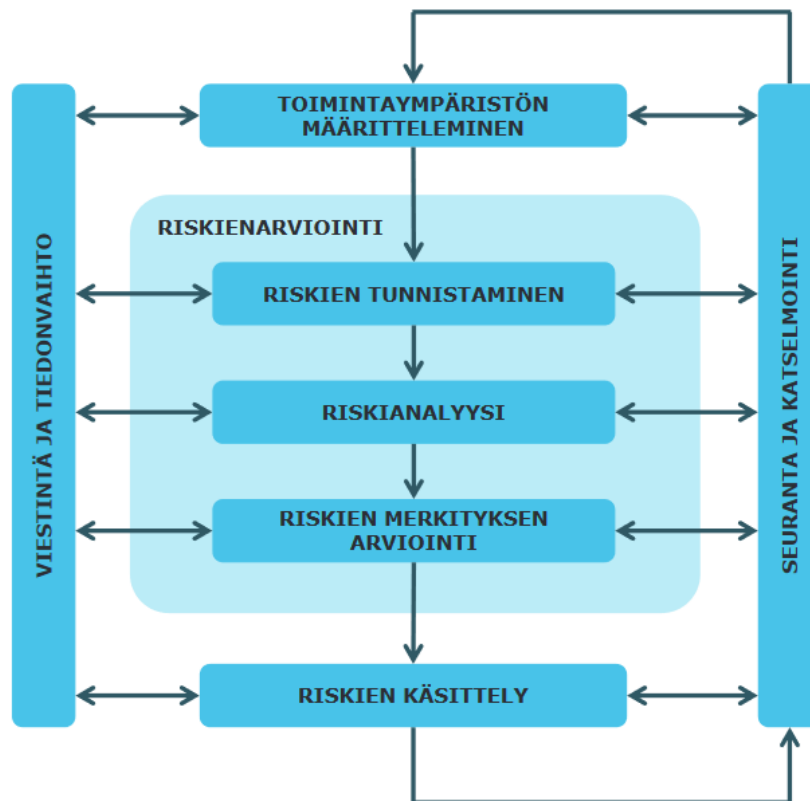 TOIMINTAYMPÄRISTÖN
MÄÄRITTELEMINEN
RISKIENARVIOINTI
RISKIEN TUNNISTAMINEN
RISKIANALYYSI
RISKIEN MERKITYKSEN
ARVIOINTI
RISKIEN KÄSITTELY
VIESTINTÄ JA TIEDONVAIHTO
SEURANTA JA KATSELMOINTI